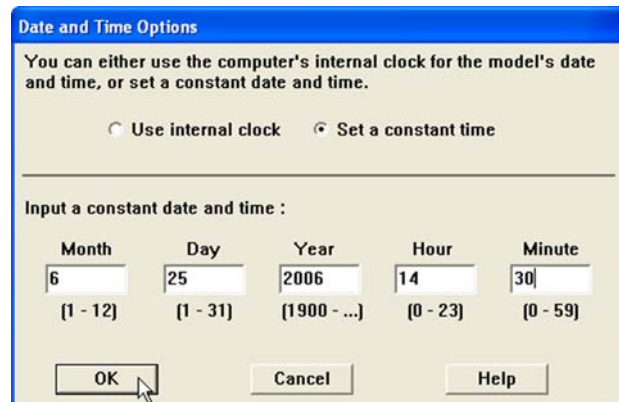 Date and Time Options
You can either use the computer's internal clock for the model's date
and time, or set a constant date and time.
Use internal clock Set a constant time
Input a constant date and time :
Month Day Year Hour Minute
6 25 2006 14 30
(1 - 12) (1 - 31) (1900 - ...) (0 - 23) (0 - 59)
OK Cancel Help